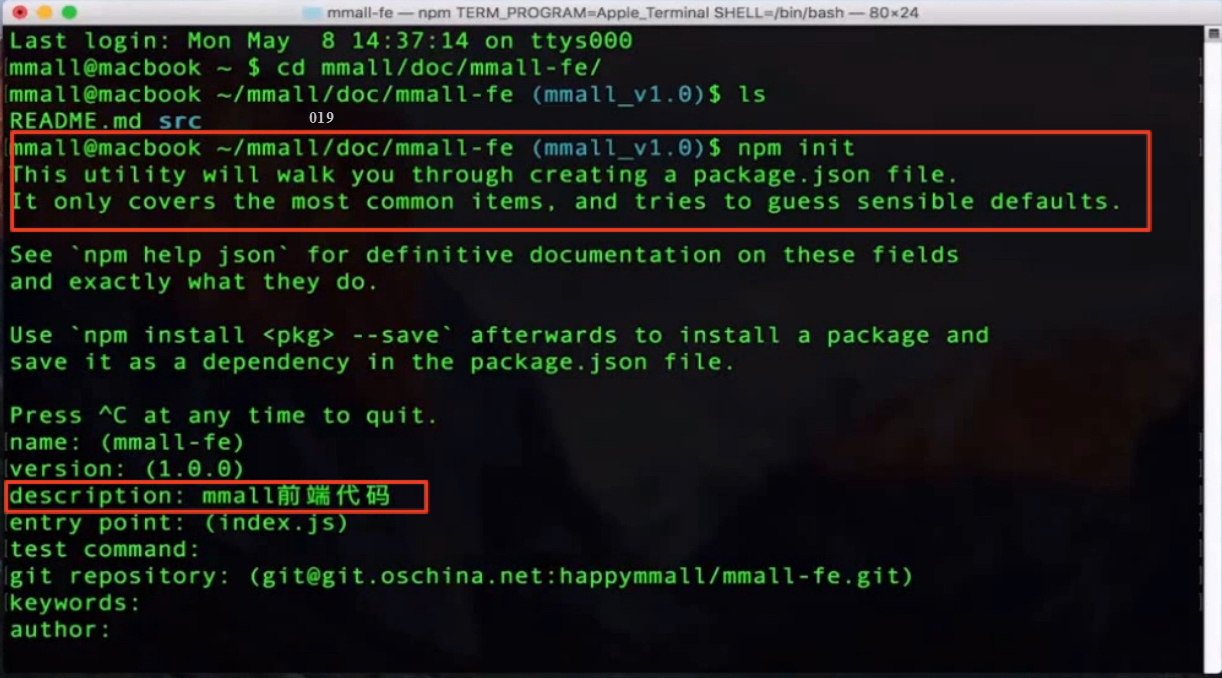 mmall-fe — npm TERM_PROGRAM=Apple_Terminal SHELL=/bin/bash — 80×24
Last login: Mon May  8 14:37:14 on ttys000
mmall@macbook ~ $ cd mmall/doc/mmall-fe/
mmall@macbook ~/mmall/doc/mmall-fe (mmall_v1.0)$ ls
README.md src
019
mmall@macbook ~/mmall/doc/mmall-fe (mmall_v1.0)$ npm init
This utility will walk you through creating a package.json file.
It only covers the most common items, and tries to guess sensible defaults.
See `npm help json` for definitive documentation on these fields
and exactly what they do.
Use `npm install <pkg> --save` afterwards to install a package and
save it as a dependency in the package.json file.
Press ^C at any time to quit.
name: (mmall-fe)
version: (1.0.0)
description: mmall前端代码
entry point: (index.js)
test command:
git repository: (git@git.oschina.net:happymmall/mmall-fe.git)
keywords:
author: